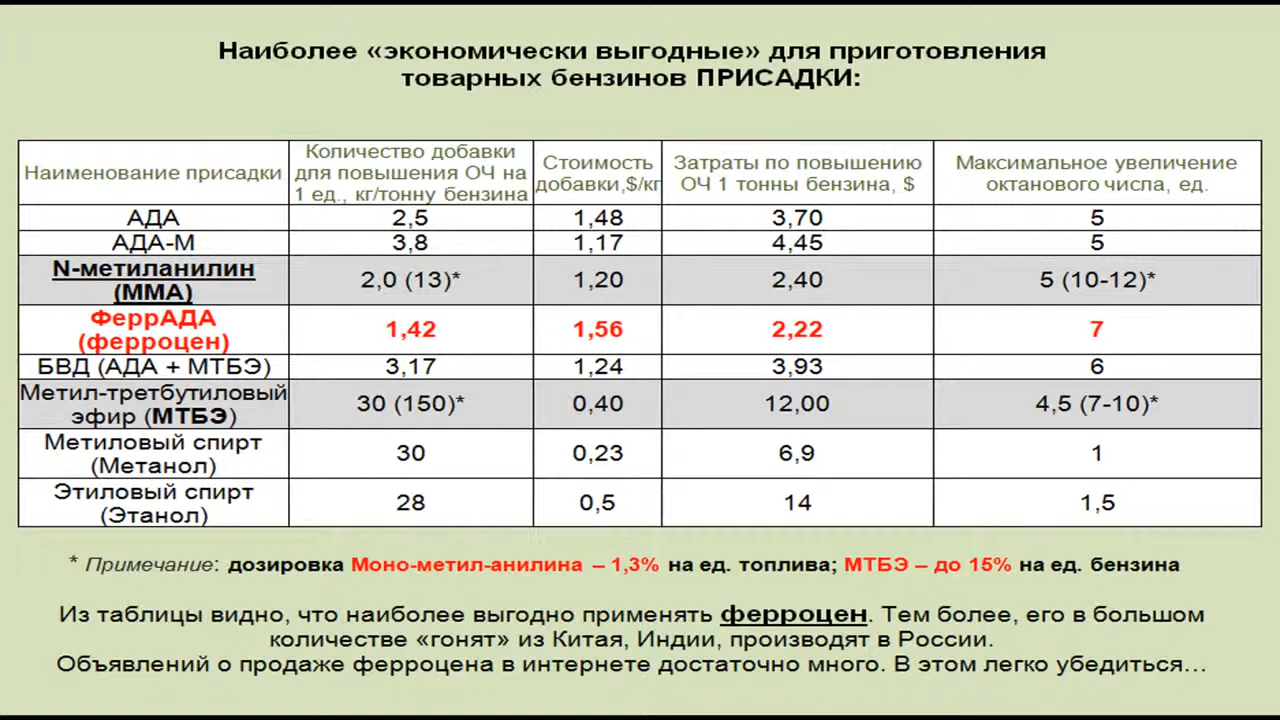 Наиболее «экономически выгодные» для приготовления
товарных бензинов ПРИСАДКИ:
Наименование присадки
Количество добавки
для повышения ОЧ на
1 ед., кг/тонну бензина
Стоимость
добавки,$/кг
Затраты по повышению
ОЧ 1 тонны бензина, $
Максимальное увеличение
октанового числа, ед.
АДА 2,5 1,48 3,70 5
АДА-М 3,8 1,17 4,45 5
N-метиланилин
(ММА)
2,0 (13)* 1,20 2,40 5 (10-12)*
ФеррАДА
(ферроцен)
1,42 1,56 2,22 7
БВД (АДА + МТБЭ) 3,17 1,24 3,93 6
Метил-третбутиловый
эфир (МТБЭ)
30 (150)* 0,40 12,00 4,5 (7-10)*
Метиловый спирт
(Метанол)
30 0,23 6,9 1
Этиловый спирт
(Этанол)
28 0,5 14 1,5
* Примечание: дозировка Моно-метил-анилина – 1,3% на ед. топлива; МТБЭ – до 15% на ед. бензина
Из таблицы видно, что наиболее выгодно применять ферроцен. Тем более, его в большом
количестве «гонят» из Китая, Индии, производят в России.
Объявлений о продаже ферроцена в интернете достаточно много. В этом легко убедиться…